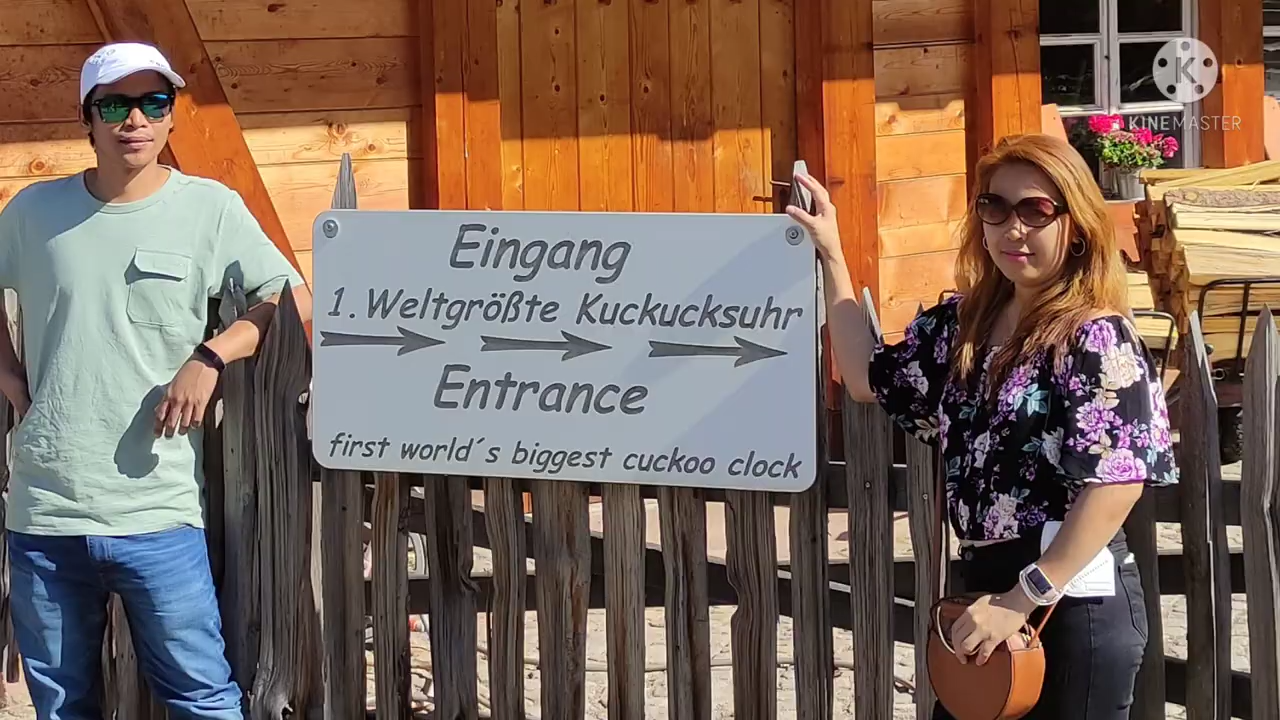 K
KINEMASTER
Eingang
1. Weltgrößte Kuckucksuhr
Entrance
first world´s biggest cuckoo clock